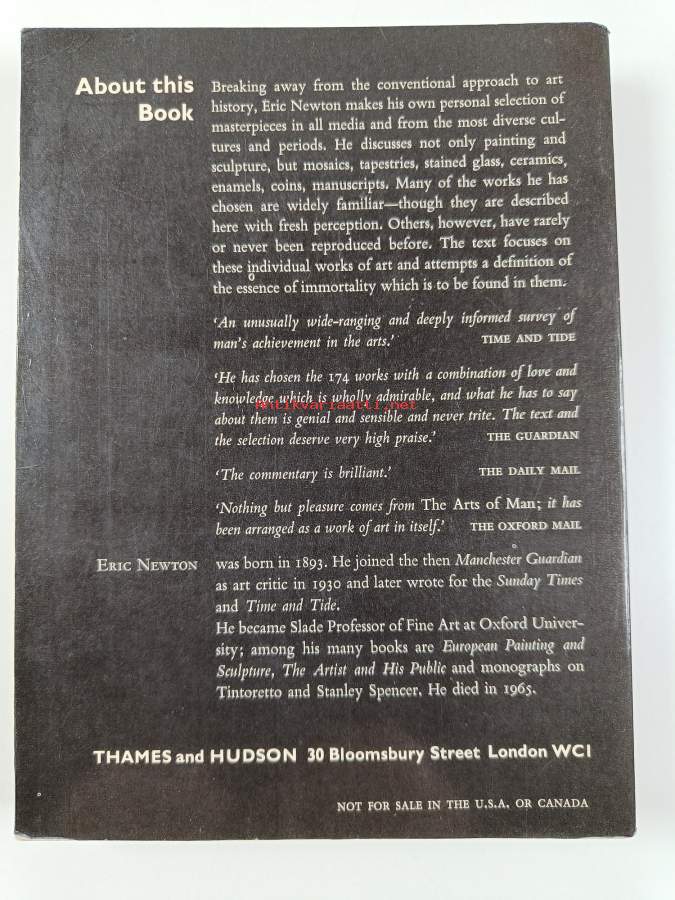 About this
Book
Breaking away from the conventional approach to art
history, Eric Newton makes his own personal selection of
masterpieces in all media and from the most diverse cul-
tures and periods. He discusses not only painting and
sculpture, but mosaics, tapestries, stained glass, ceramics,
enamels, coins, manuscripts. Many of the works he has
chosen are widely familiar—though they are described
here with fresh perception. Others, however, have rarely
or never been reproduced before. The text focuses on
these individual works of art and attempts a definition of
the essence of immortality which is to be found in them.
‘An unusually wide-ranging and deeply informed survey of
man's achievement in the arts.’ TIME AND TIDE
‘He has chosen the 174 works with a combination of love and
knowledge which is wholly admirable, and what he has to say
antikvariaatti.net
about them is genial and sensible and never trite. The text and
the selection deserve very high praise.’ THE GUARDIAN
‘The commentary is brilliant.’ THE DAILY MAIL
‘Nothing but pleasure comes from The Arts of Man; it has
been arranged as a work of art in itself.’ THE OXFORD MAIL
ERIC NEWTON was born in 1893. He joined the then Manchester Guardian
as art critic in 1930 and later wrote for the Sunday Times
and Time and Tide.
He became Slade Professor of Fine Art at Oxford Univer-
sity; among his many books are European Painting and
Sculpture, The Artist and His Public and monographs on
Tintoretto and Stanley Spencer. He died in 1965.
THAMES and HUDSON 30 Bloomsbury Street London WC1
NOT FOR SALE IN THE U.S.A. OR CANADA